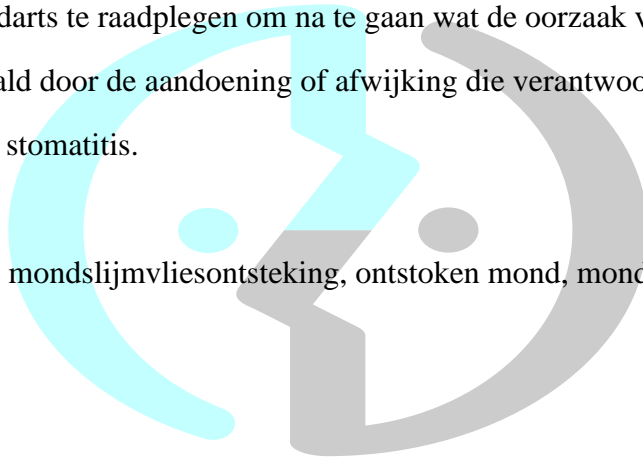 darts te raadplegen om na te gaan wat de oorzaak v
ald door de aandoening of afwijking die verantwoo
stomatitis.
mondslijmvliesontsteking, ontstoken mond, mond